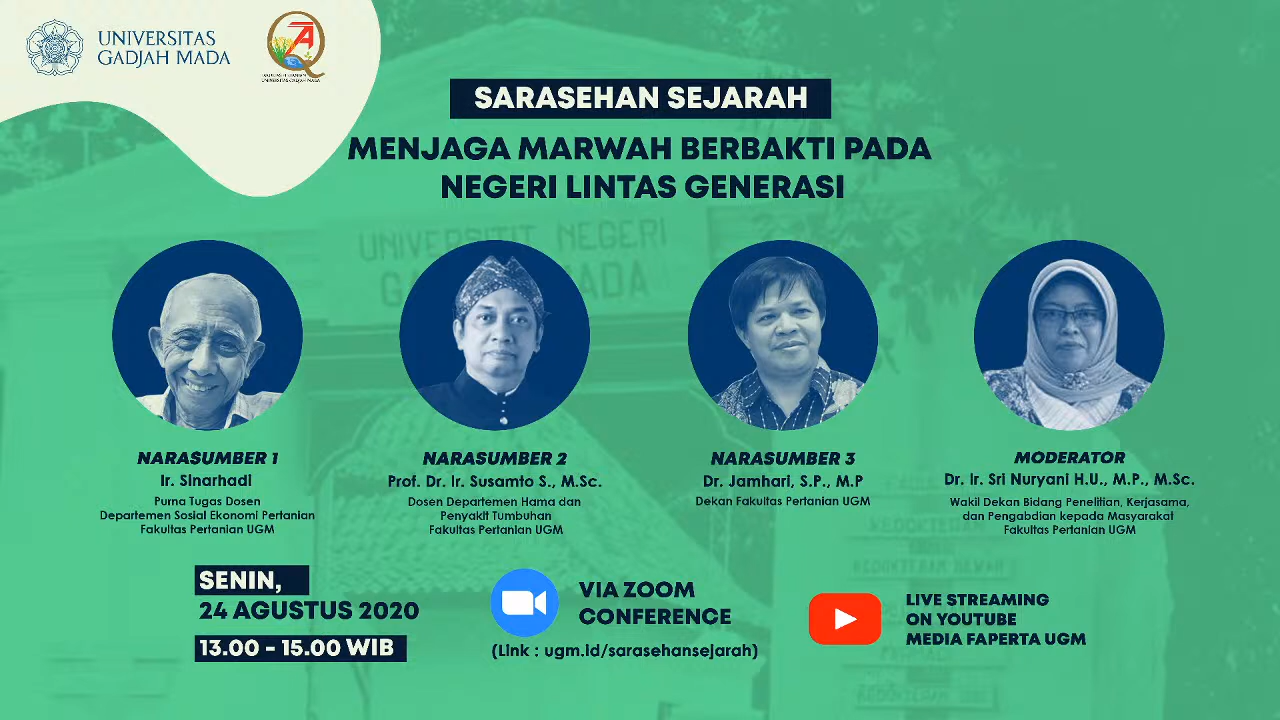 UNIVERSITAS
GADJAH MADA
SARASEHAN SEJARAH
MENJAGA MARWAH BERBAKTI PADA
NEGERI LINTAS GENERASI
UNIVERSITIT NEGERI
GADJAH MADA
NARASUMBER 1
Ir. Sinarhadi
Purna Tugas Dosen
Departemen Sosial Ekonomi Pertanian
Fakultas Pertanian UGM
NARASUMBER 2
Prof. Dr. Ir. Susamto S., M.Sc.
Dosen Departemen Hama dan
Penyakit Tumbuhan
Fakultas Pertanian UGM
NARASUMBER 3
Dr. Jamhari, S.P., M.P
Dekan Fakultas Pertanian UGM
MODERATOR
Dr. Ir. Sri Nuryani H.U., M.P., M.Sc.
Wakil Dekan Bidang Penelitian, Kerjasama,
dan Pengabdian kepada Masyarakat
Fakultas Pertanian UGM
SENIN,
24 AGUSTUS 2020
13.00 - 15.00 WIB
VIA ZOOM
CONFERENCE
(Link : ugm.id/sarasehansejarah)
LIVE STREAMING
ON YOUTUBE
MEDIA FAPERTA UGM